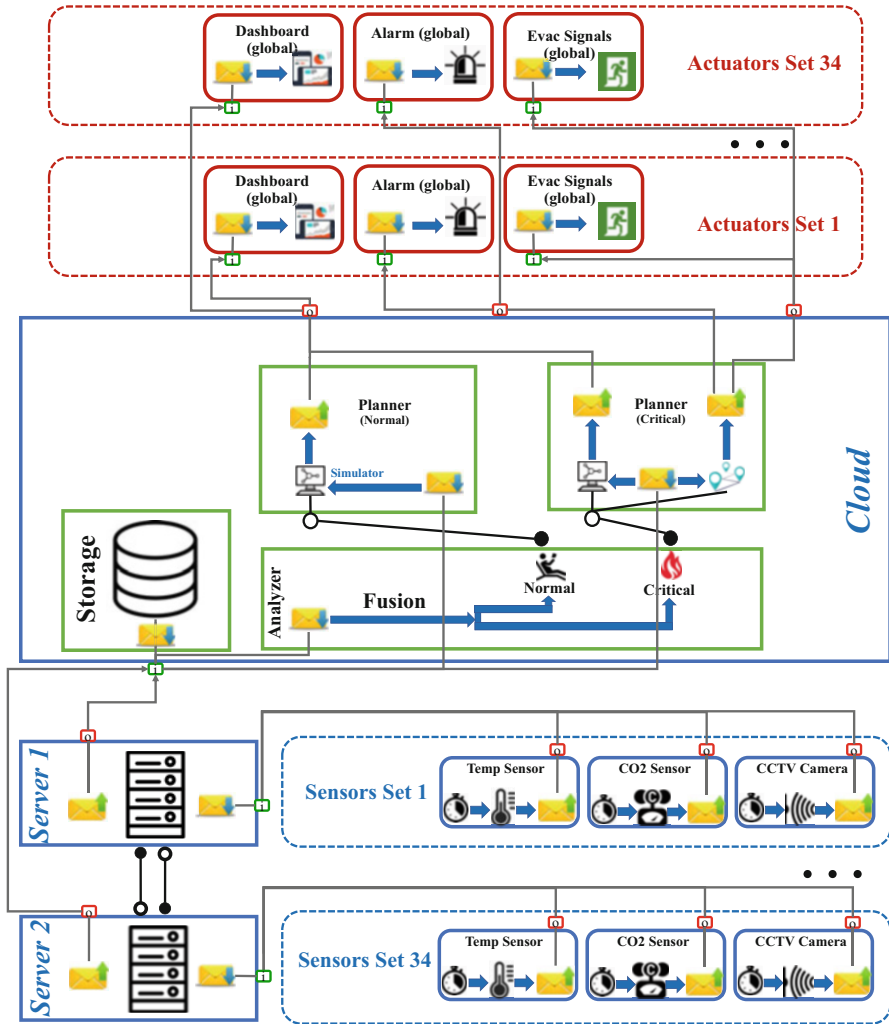 Dashboard
(global)
Alarm (global)
Evac Signals
(global)
Actuators Set 34
i
i
i
• • •
Dashboard
(global)
Alarm (global)
Evac Signals
(global)
Actuators Set 1
i
i
i
o
o
o
Planner
(Normal)
Simulator
Planner
(Critical)
Cloud
Storage
Analyzer
Fusion
Normal
Critical
i
o
Server 1
i
Sensors Set 1
o
o
o
Temp Sensor
CO2 Sensor
CCTV Camera
C
• • •
o
Server 2
i
Sensors Set 34
o
o
o
Temp Sensor
CO2 Sensor
CCTV Camera
C